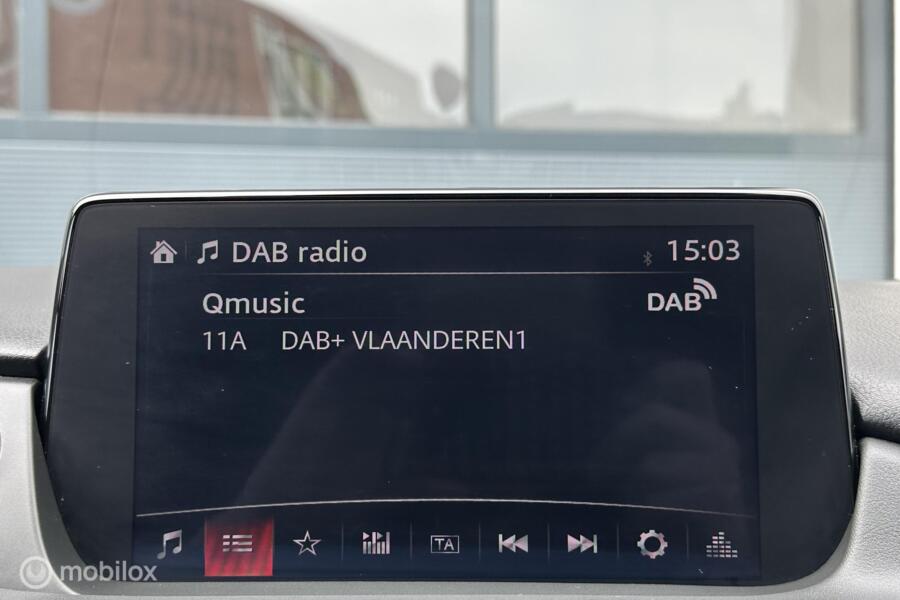 DAB radio
15:03
Qmusic
DAB
11A DAB+ VLAANDEREN1
TA
mobilox